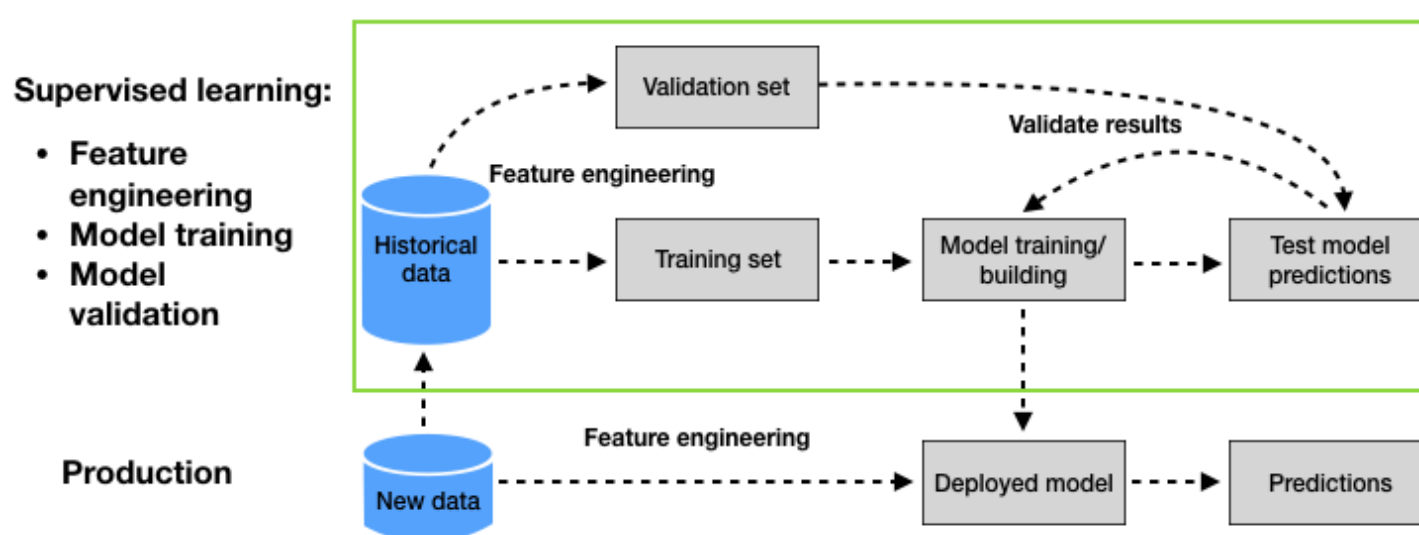 Supervised learning:
• Feature
engineering
• Model training
• Model
validation
Validation set
Validate results
Feature engineering
Historical
data
Training set
Model training/
building
Test model
predictions
Production
New data
Feature engineering
Deployed model
Predictions